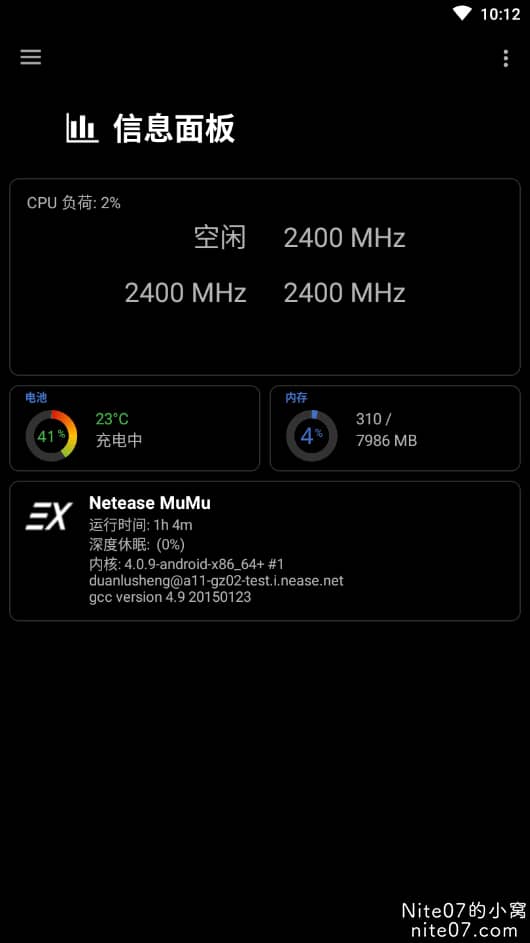 10:12
信息面板
CPU 负荷: 2%
空闲 2400 MHz
2400 MHz 2400 MHz
电池
41%
23°C
充电中
内存
4%
310 /
7986 MB
EX
Netease MuMu
运行时间: 1h 4m
深度休眠: (0%)
内核: 4.0.9-android-x86_64+ #1
duanlusheng@a11-gz02-test.i.nease.net
gcc version 4.9 20150123
Nite07的小窝
nite07.com